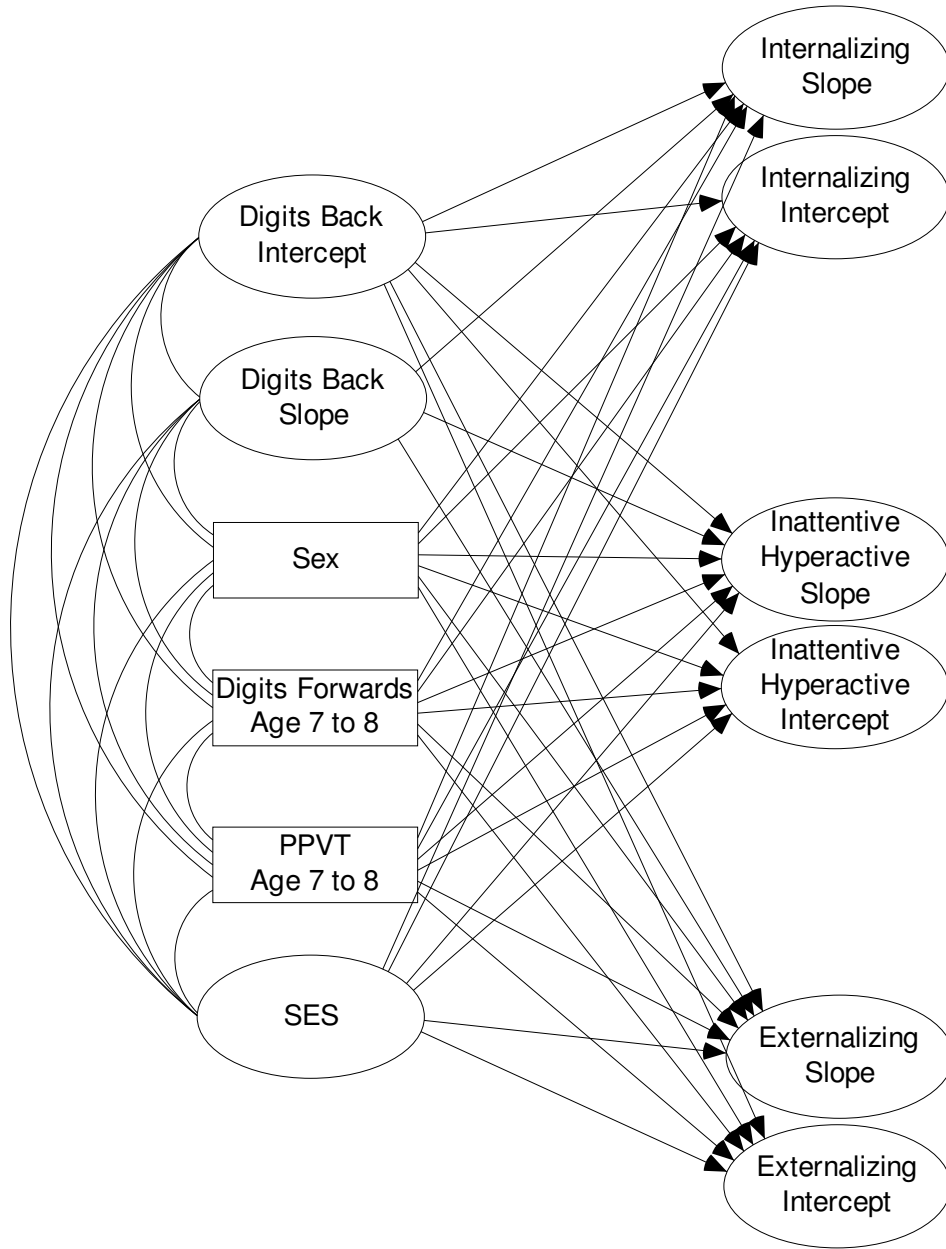 Internalizing
Slope
Internalizing
Intercept
Digits Back
Intercept
Digits Back
Slope
Sex
Digits Forwards
Age 7 to 8
PPVT
Age 7 to 8
SES
Inattentive
Hyperactive
Slope
Inattentive
Hyperactive
Intercept
Externalizing
Slope
Externalizing
Intercept